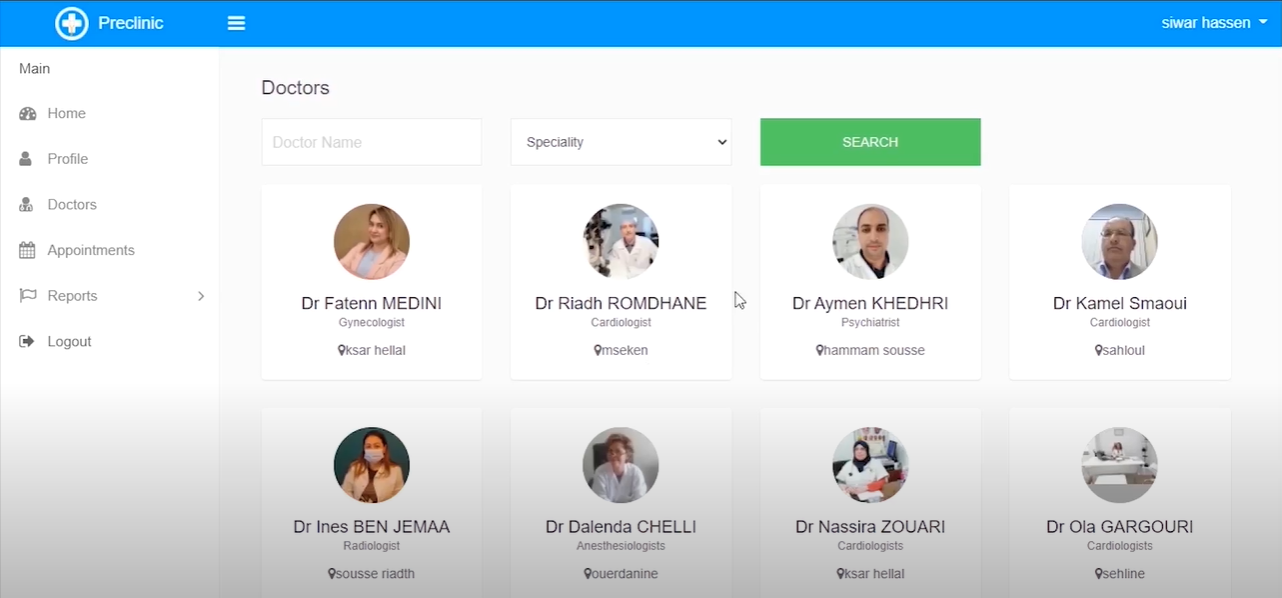 Preclinic
siwar hassen
Main
Home
Profile
Doctors
Appointments
Reports
Logout
Doctors
Doctor Name
Speciality
SEARCH
Dr Fatenn MEDINI
Gynecologist
ksar hellal
Dr Riadh ROMDHANE
Cardiologist
mseken
Dr Aymen KHEDHRI
Psychiatrist
hammam sousse
Dr Kamel Smaoui
Cardiologist
sahloul
Dr Ines BEN JEMAA
Radiologist
sousse riadth
Dr Dalenda CHELLI
Anesthesiologists
ouerdanine
Dr Nassira ZOUARI
Cardiologists
ksar hellal
Dr Ola GARGOURI
Cardiologists
sehline